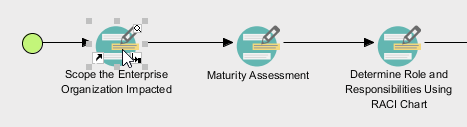 Scope the Enterprise
Organization Impacted
Maturity Assessment
Determine Role and
Responsibilities Using
RACI Chart